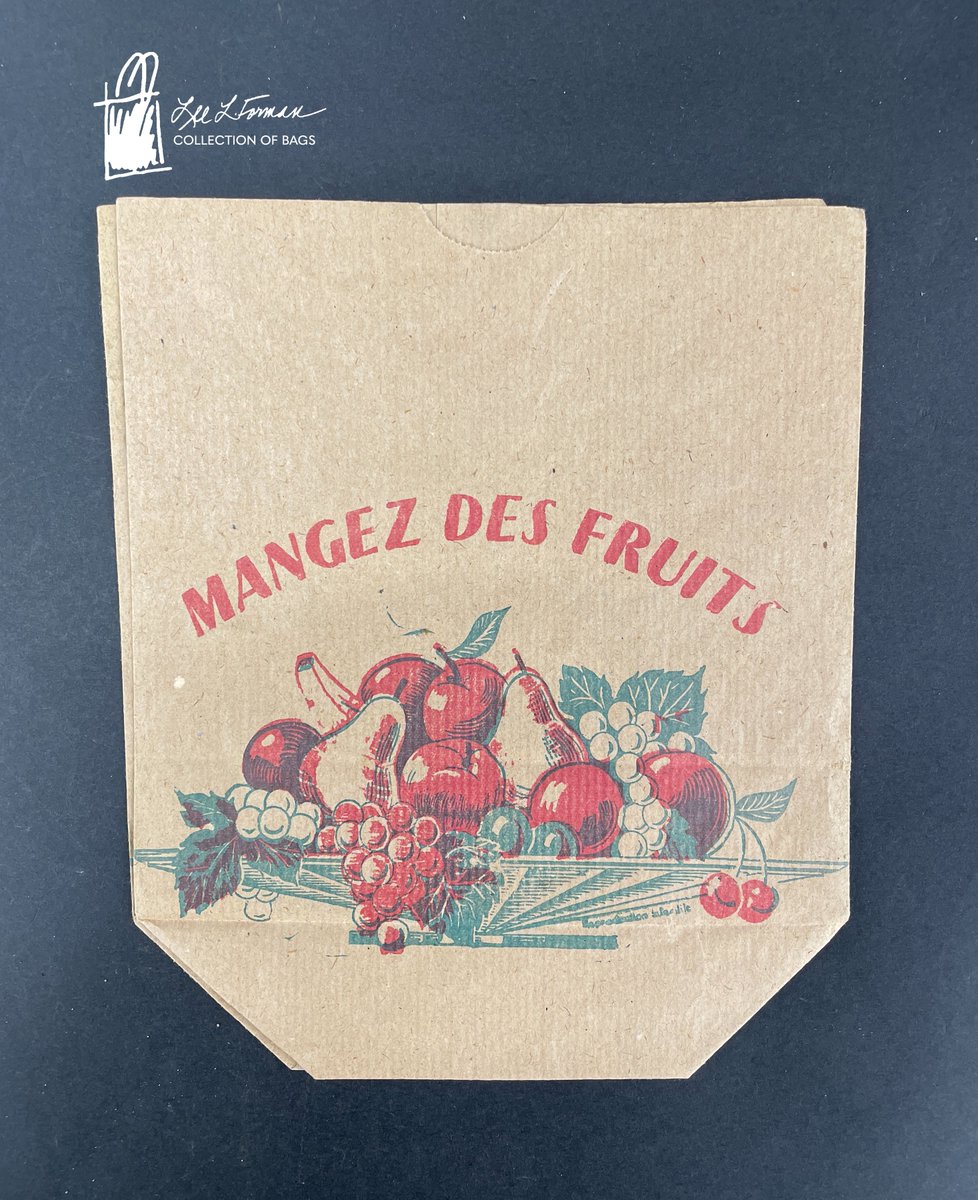 Lee L. Forman
COLLECTION OF BAGS
MANGEZ DES FRUITS